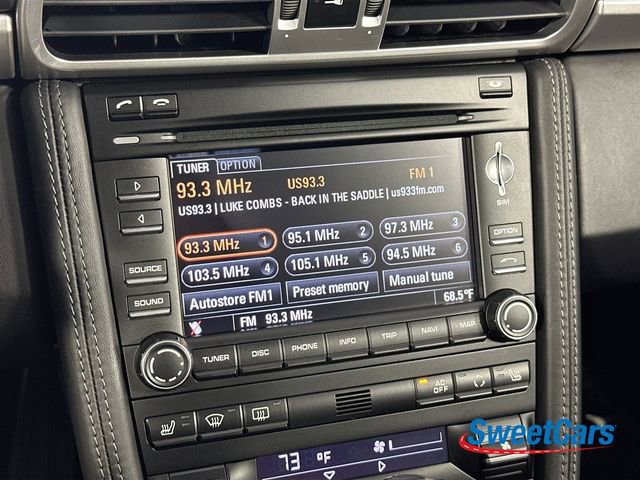 TUNER OPTION
93.3 MHz US93.3 FM 1
US93.3 | LUKE COMBS - BACK IN THE SADDLE | us933fm.com
93.3 MHz 1 95.1 MHz 2 97.3 MHz 3
103.5 MHz 4 105.1 MHz 5 94.5 MHz 6
Autostore FM1 Preset memory Manual tune
FM 93.3 MHz 68.5°F
SIM
OPTION
SOURCE
SOUND
TUNER DISC PHONE INFO TRIP NAVI MAP
AC OFF
73 °F
SweetCars